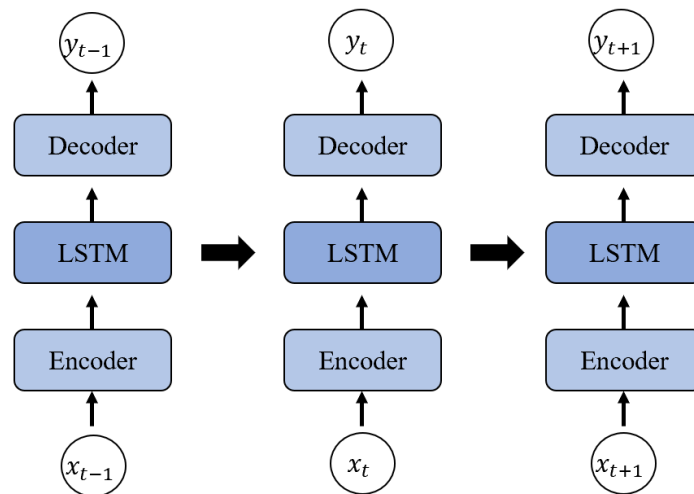 y_{t−1} y_t y_{t+1}
Decoder Decoder Decoder
LSTM LSTM LSTM
Encoder Encoder Encoder
x_{t−1} x_t x_{t+1}